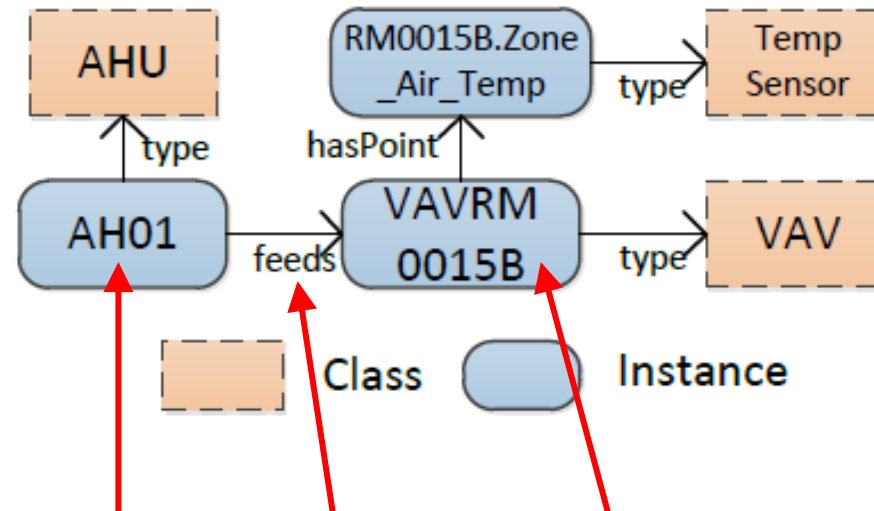 AHU
RM0015B.Zone
_Air_Temp
Temp
Sensor
type
type
hasPoint
AH01
feeds
VAVRM
0015B
type
VAV
Class
Instance